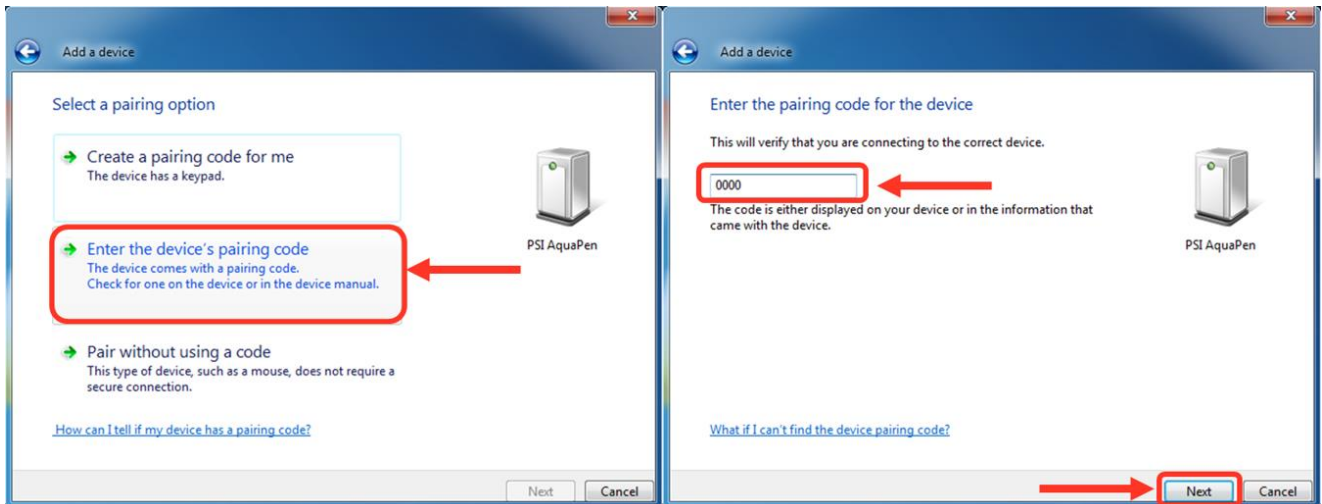 Add a device
Select a pairing option
Create a pairing code for me
The device has a keypad.
Enter the device's pairing code
The device comes with a pairing code.
Check for one on the device or in the device manual.
Pair without using a code
This type of device, such as a mouse, does not require a
secure connection.
How can I tell if my device has a pairing code?
PSI AquaPen
Next
Cancel
Add a device
Enter the pairing code for the device
This will verify that you are connecting to the correct device.
0000
The code is either displayed on your device or in the information that
came with the device.
PSI AquaPen
What if I can't find the device pairing code?
Next
Cancel